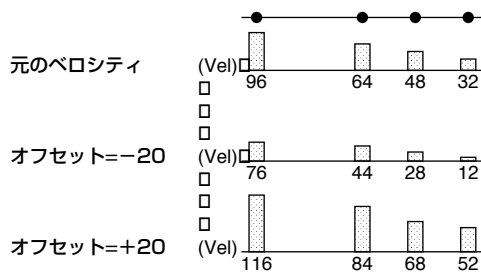 元のベロシティ (Vel)
96 64 48 32
オフセット=－20 (Vel)
76 44 28 12
オフセット=＋20 (Vel)
116 84 68 52